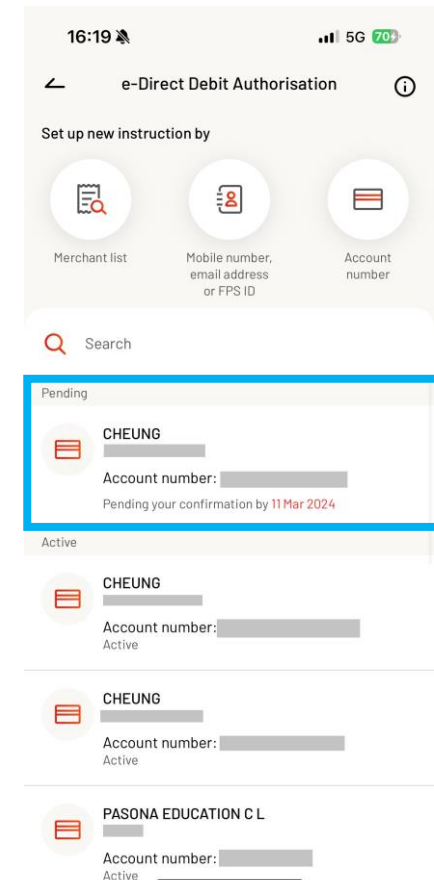 16:19
5G 70
e-Direct Debit Authorisation
Set up new instruction by
Merchant list
Mobile number,
email address
or FPS ID
Account
number
Search
Pending
CHEUNG
Account number:
Pending your confirmation by 11 Mar 2024
Active
CHEUNG
Account number:
Active
CHEUNG
Account number:
Active
PASONA EDUCATION C L
Account number:
Active